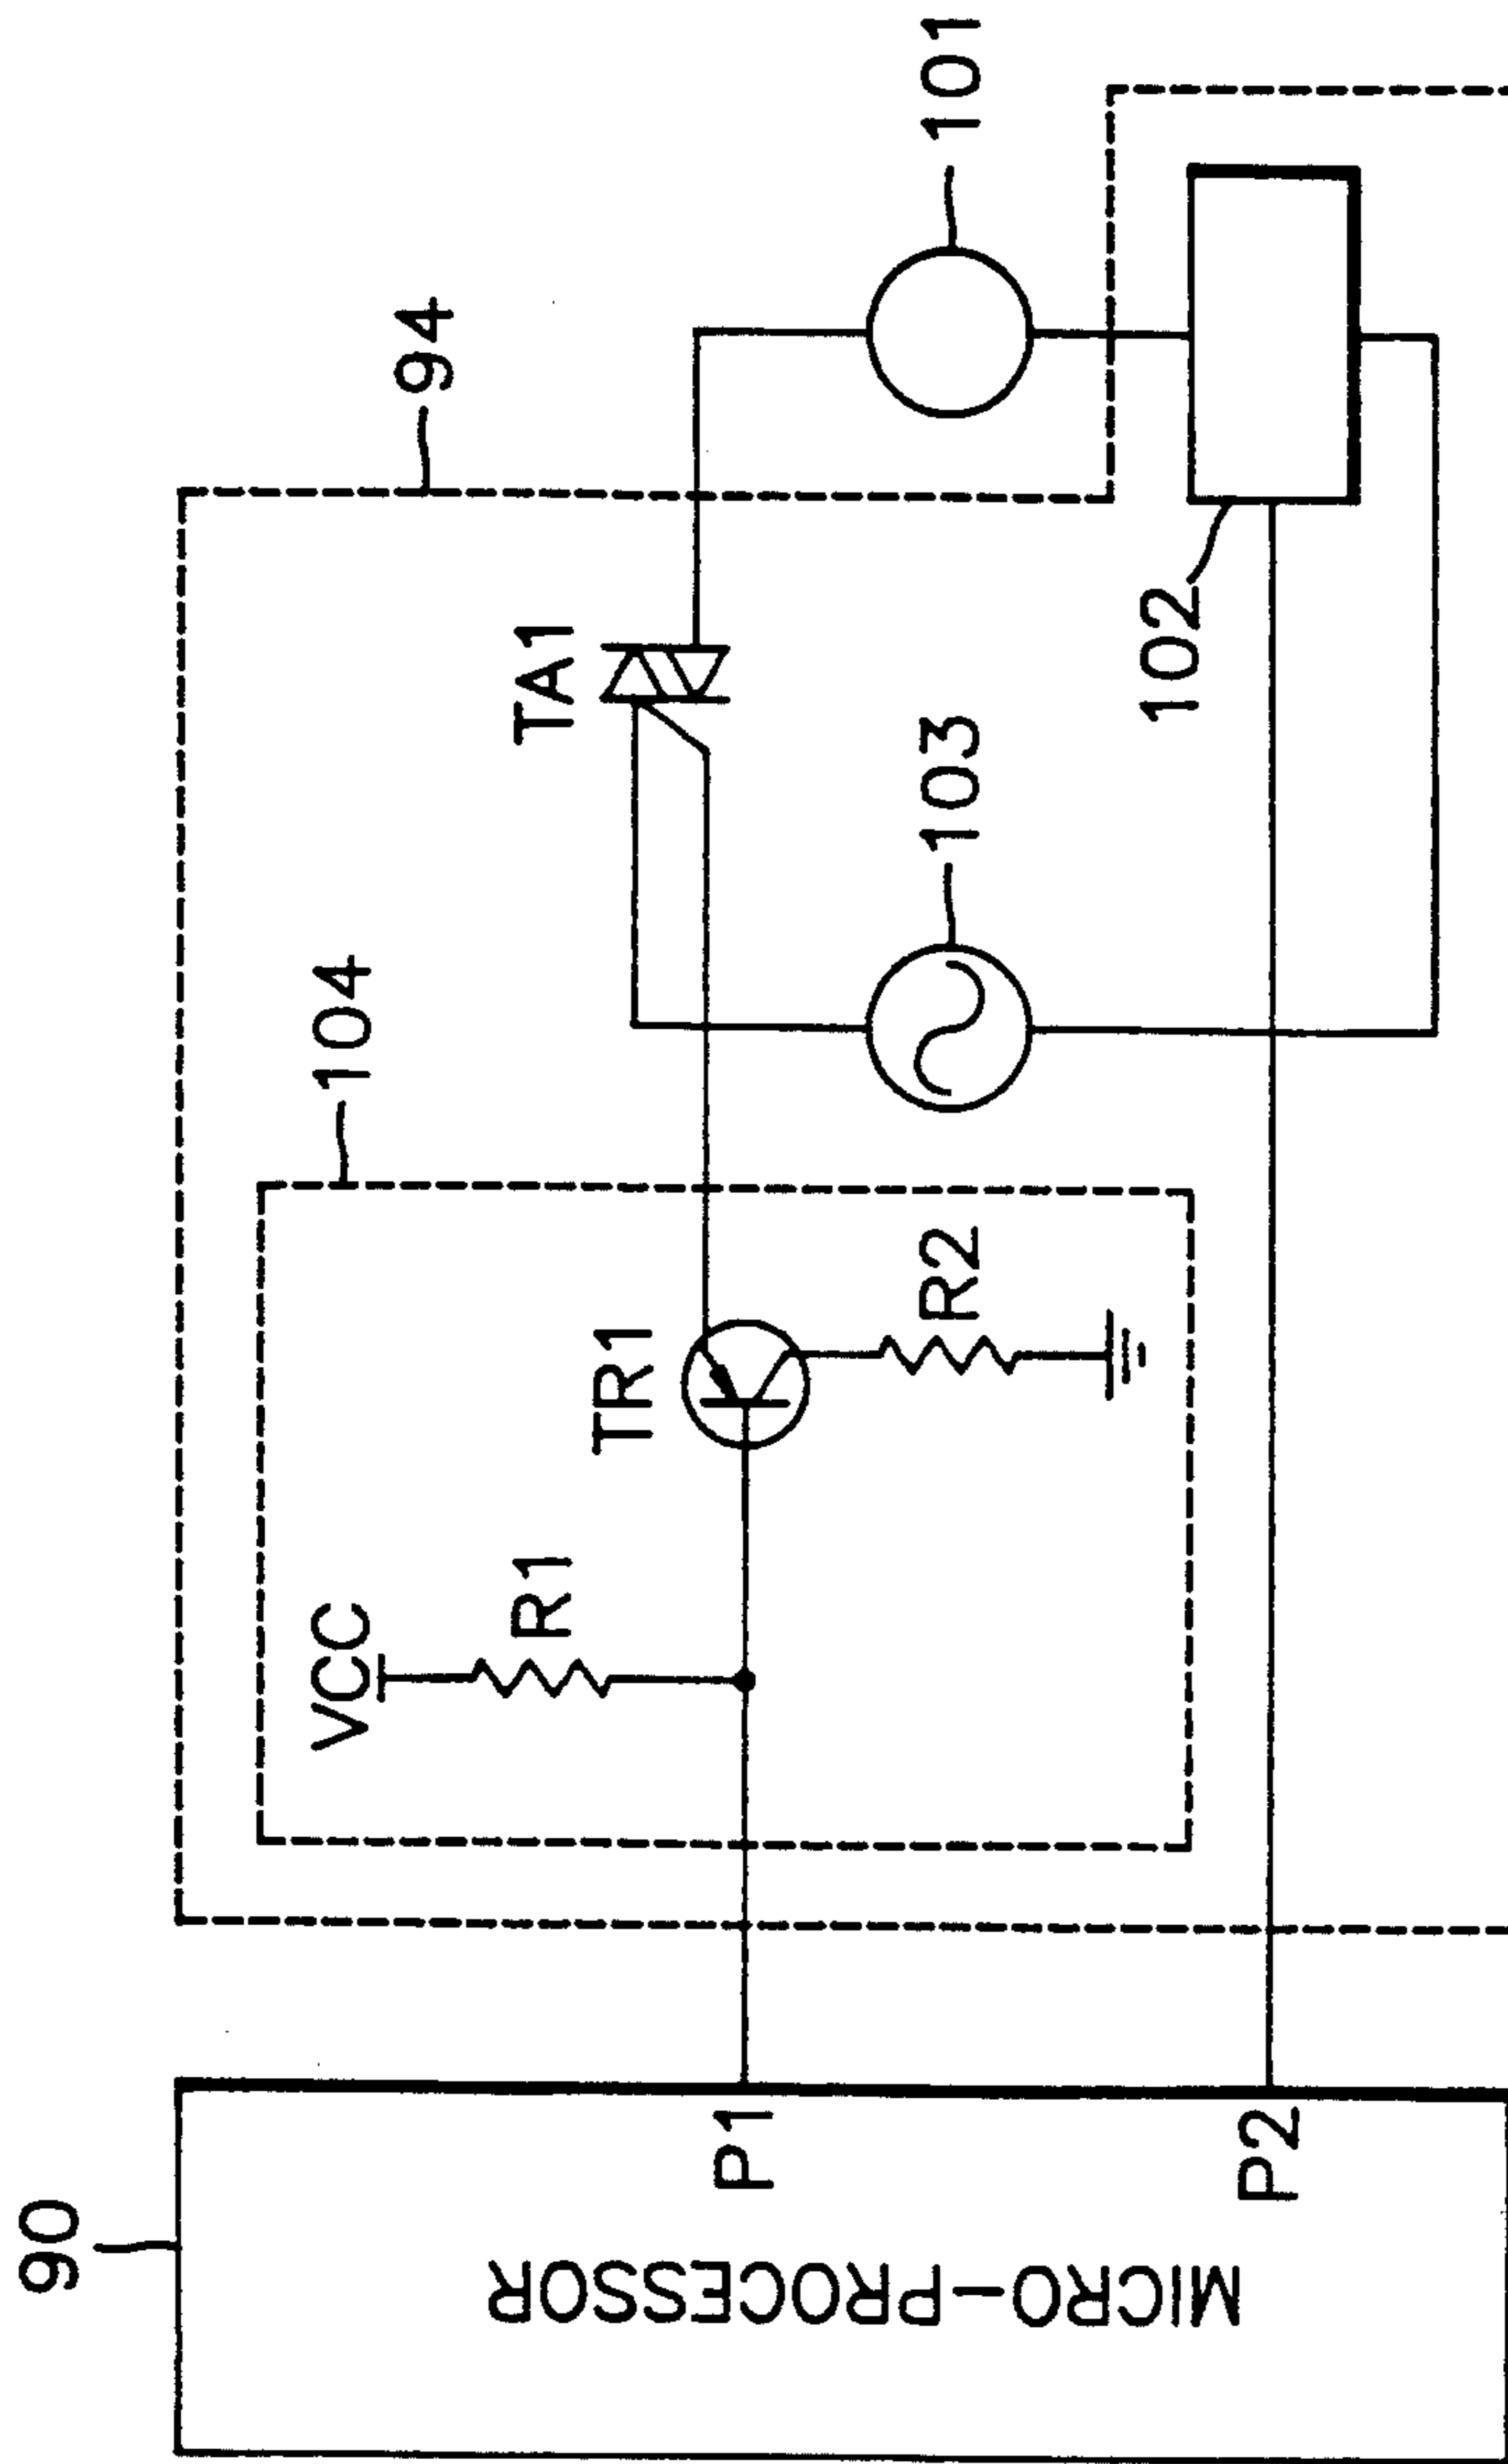 90
MICRO-PROCESSOR
P1
P2
94
104
VCC
R1
TR1
R2
TA1
103
101
102